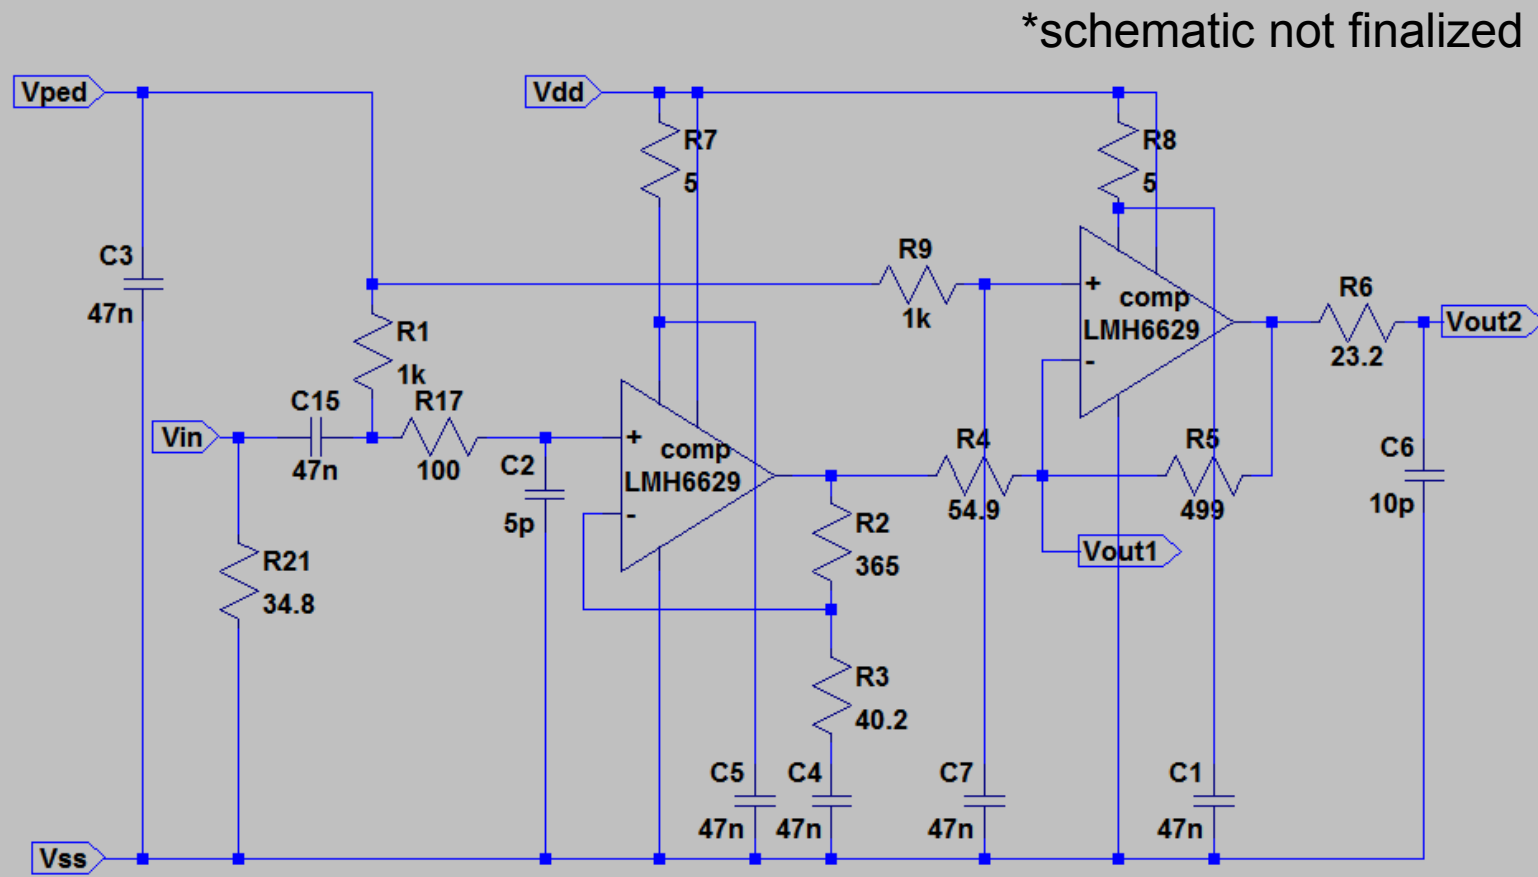 *schematic not finalized
Vped
Vdd
R7
5
R8
5
C3
47n
R9
1k
comp
LMH6629
+
-
R6
23.2
Vout2
R1
1k
C15
47n
R17
100
Vin
C2
5p
+
comp
LMH6629
-
R4
54.9
R5
499
C6
10p
R2
365
Vout1
R21
34.8
R3
40.2
C5
47n
C4
47n
C7
47n
C1
47n
Vss